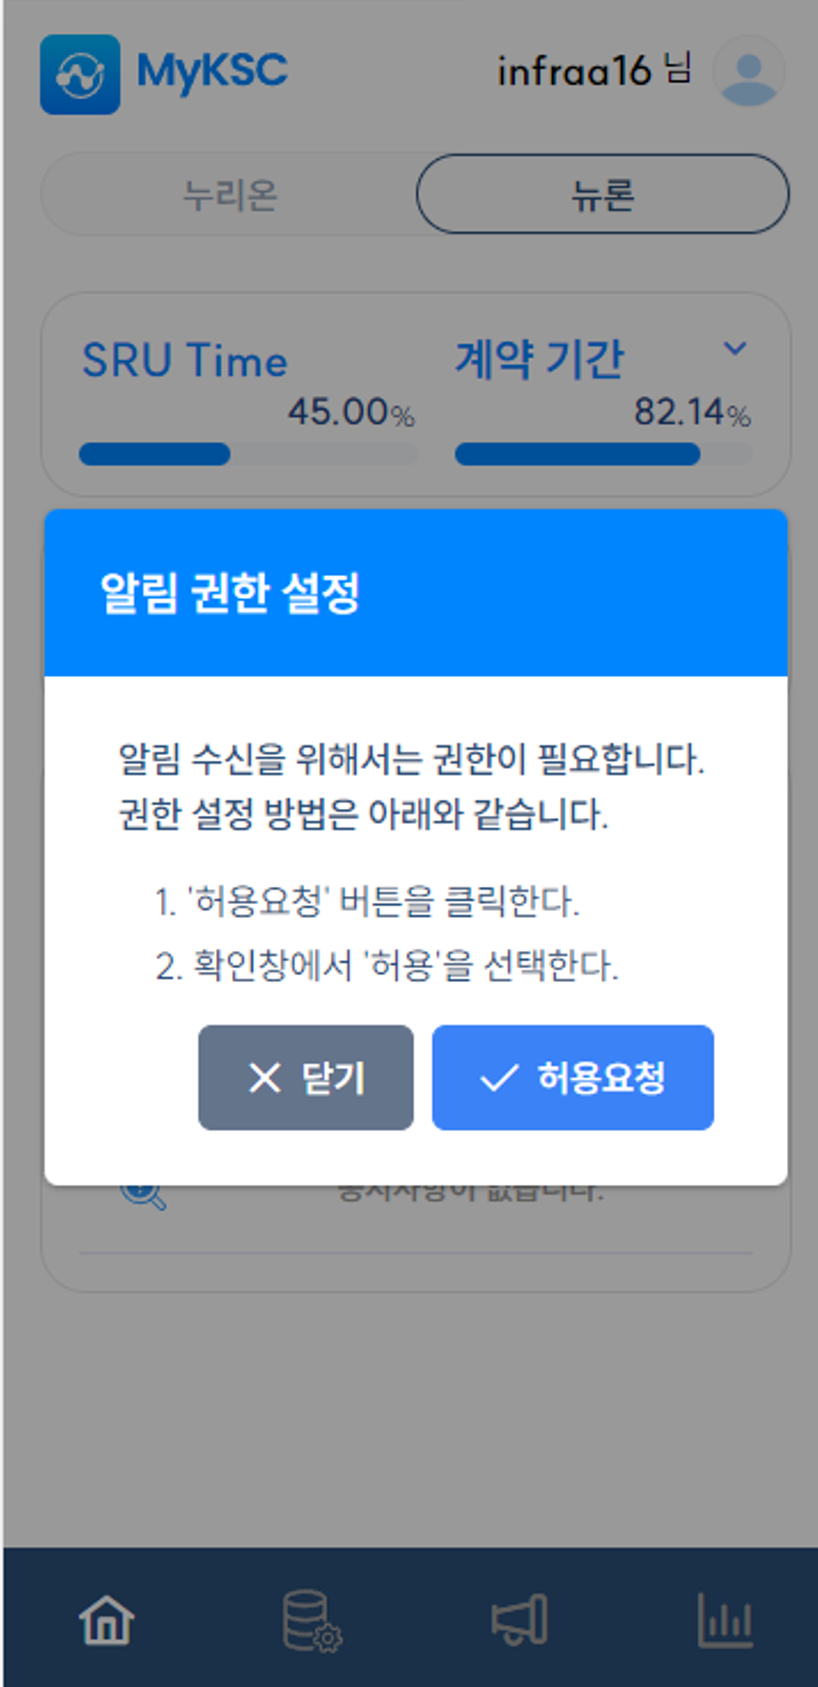 MyKSC
infraa16 님
누리온
뉴론
SRU Time
계약 기간
45.00%
82.14%
알림 권한 설정
알림 수신을 위해서는 권한이 필요합니다.
권한 설정 방법은 아래와 같습니다.
1. '허용요청' 버튼을 클릭한다.
2. 확인창에서 '허용'을 선택한다.
닫기
허용요청
없습니다.